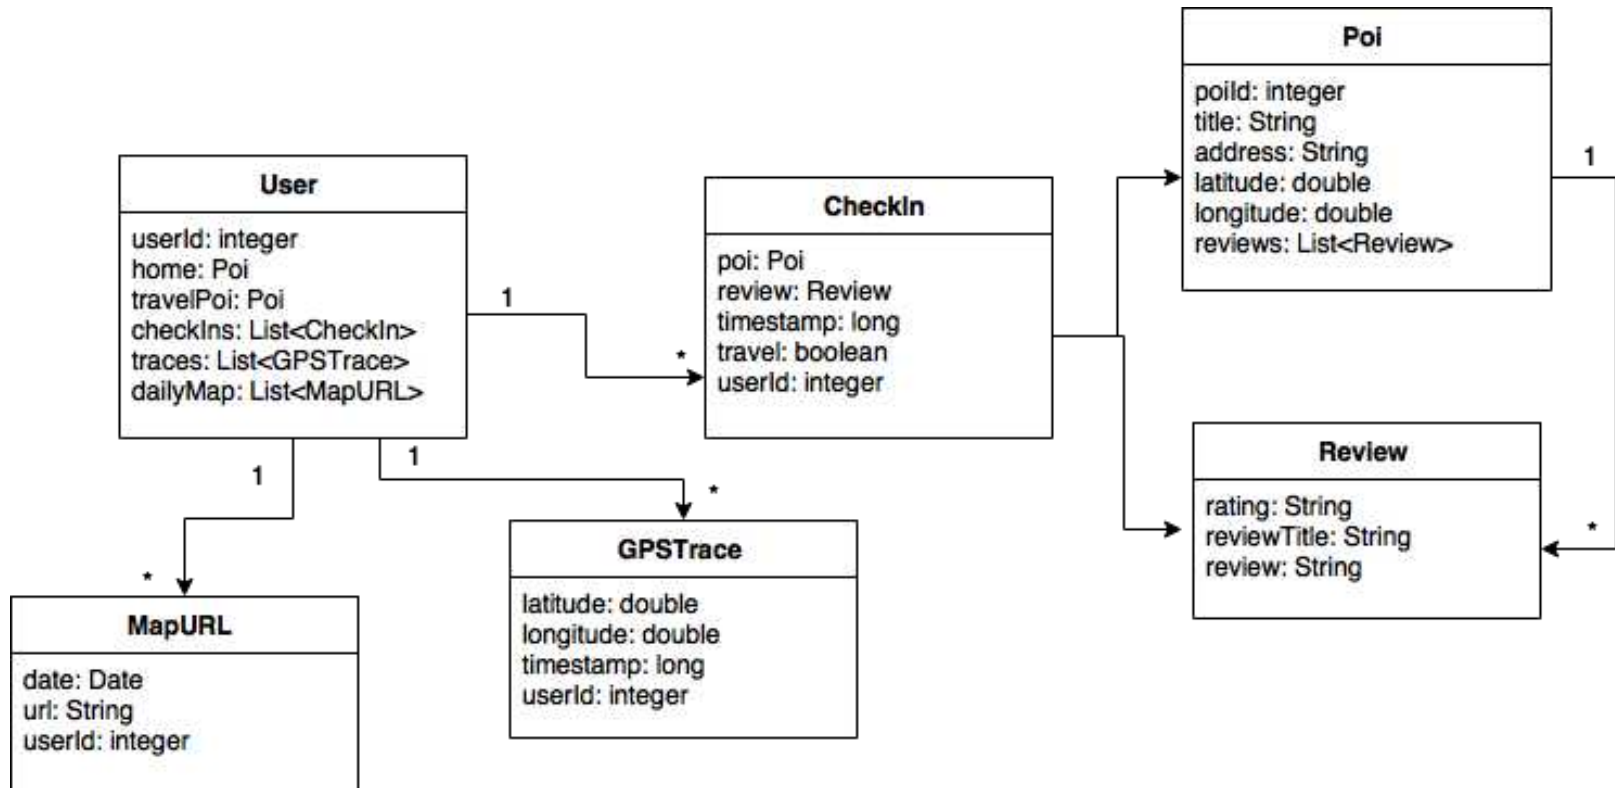 User
userId: integer
home: Poi
travelPoi: Poi
checkIns: List<CheckIn>
traces: List<GPSTrace>
dailyMap: List<MapURL>
1
*
CheckIn
poi: Poi
review: Review
timestamp: long
travel: boolean
userId: integer
Poi
poiId: integer
title: String
address: String
latitude: double
longitude: double
reviews: List<Review>
1
*
Review
rating: String
reviewTitle: String
review: String
1
*
MapURL
date: Date
url: String
userId: integer
1
*
GPSTrace
latitude: double
longitude: double
timestamp: long
userId: integer